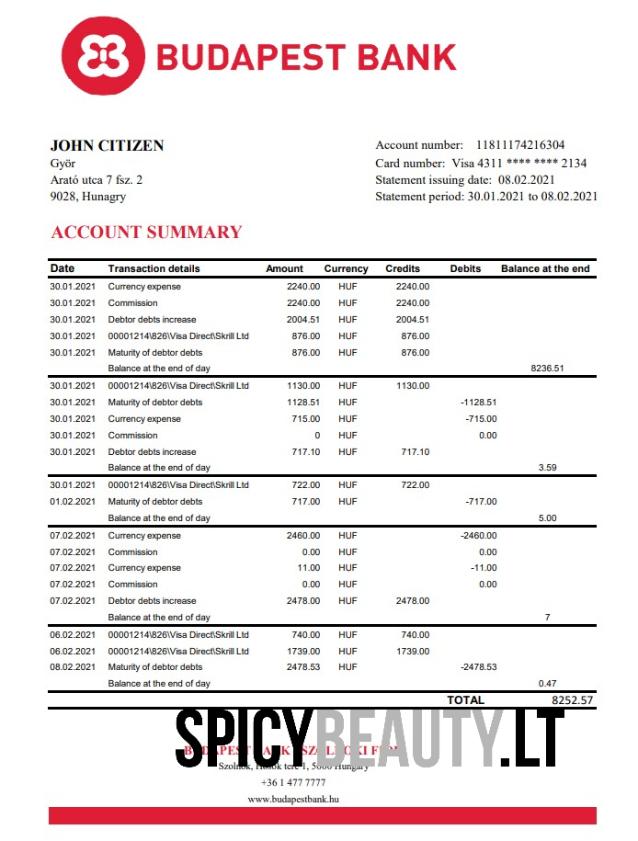 BUDAPEST BANK
JOHN CITIZEN
Győr
Arató utca 7 fsz. 2
9028, Hunagry
Account number: 11811174216304
Card number: Visa 4311 **** **** 2134
Statement issuing date: 08.02.2021
Statement period: 30.01.2021 to 08.02.2021
ACCOUNT SUMMARY
Date Transaction details Amount Currency Credits Debits Balance at the end
30.01.2021 Currency expense 2240.00 HUF 2240.00
30.01.2021 Commission 2240.00 HUF 2240.00
30.01.2021 Debtor debts increase 2004.51 HUF 2004.51
30.01.2021 00001214\826\Visa Direct\Skrill Ltd 876.00 HUF 876.00
30.01.2021 Maturity of debtor debts 876.00 HUF 876.00
Balance at the end of day 8236.51
30.01.2021 00001214\826\Visa Direct\Skrill Ltd 1130.00 HUF 1130.00
30.01.2021 Maturity of debtor debts 1128.51 HUF -1128.51
30.01.2021 Currency expense 715.00 HUF -715.00
30.01.2021 Commission 0 HUF 0.00
30.01.2021 Debtor debts increase 717.10 HUF 717.10
Balance at the end of day 3.59
30.01.2021 00001214\826\Visa Direct\Skrill Ltd 722.00 HUF 722.00
01.02.2021 Maturity of debtor debts 717.00 HUF -717.00
Balance at the end of day 5.00
07.02.2021 Currency expense 2460.00 HUF -2460.00
07.02.2021 Commission 0.00 HUF 0.00
07.02.2021 Currency expense 11.00 HUF -11.00
07.02.2021 Commission 0.00 HUF 0.00
07.02.2021 Debtor debts increase 2478.00 HUF 2478.00
Balance at the end of day 7
06.02.2021 00001214\826\Visa Direct\Skrill Ltd 740.00 HUF 740.00
06.02.2021 00001214\826\Visa Direct\Skrill Ltd 1739.00 HUF 1739.00
08.02.2021 Maturity of debtor debts 2478.53 HUF -2478.53
Balance at the end of day 0.47
TOTAL 8252.57
SPICYBEAUTY.LT
BUDAPEST BANK
1, Hungary
+36 1 477 7777
www.budapestbank.hu